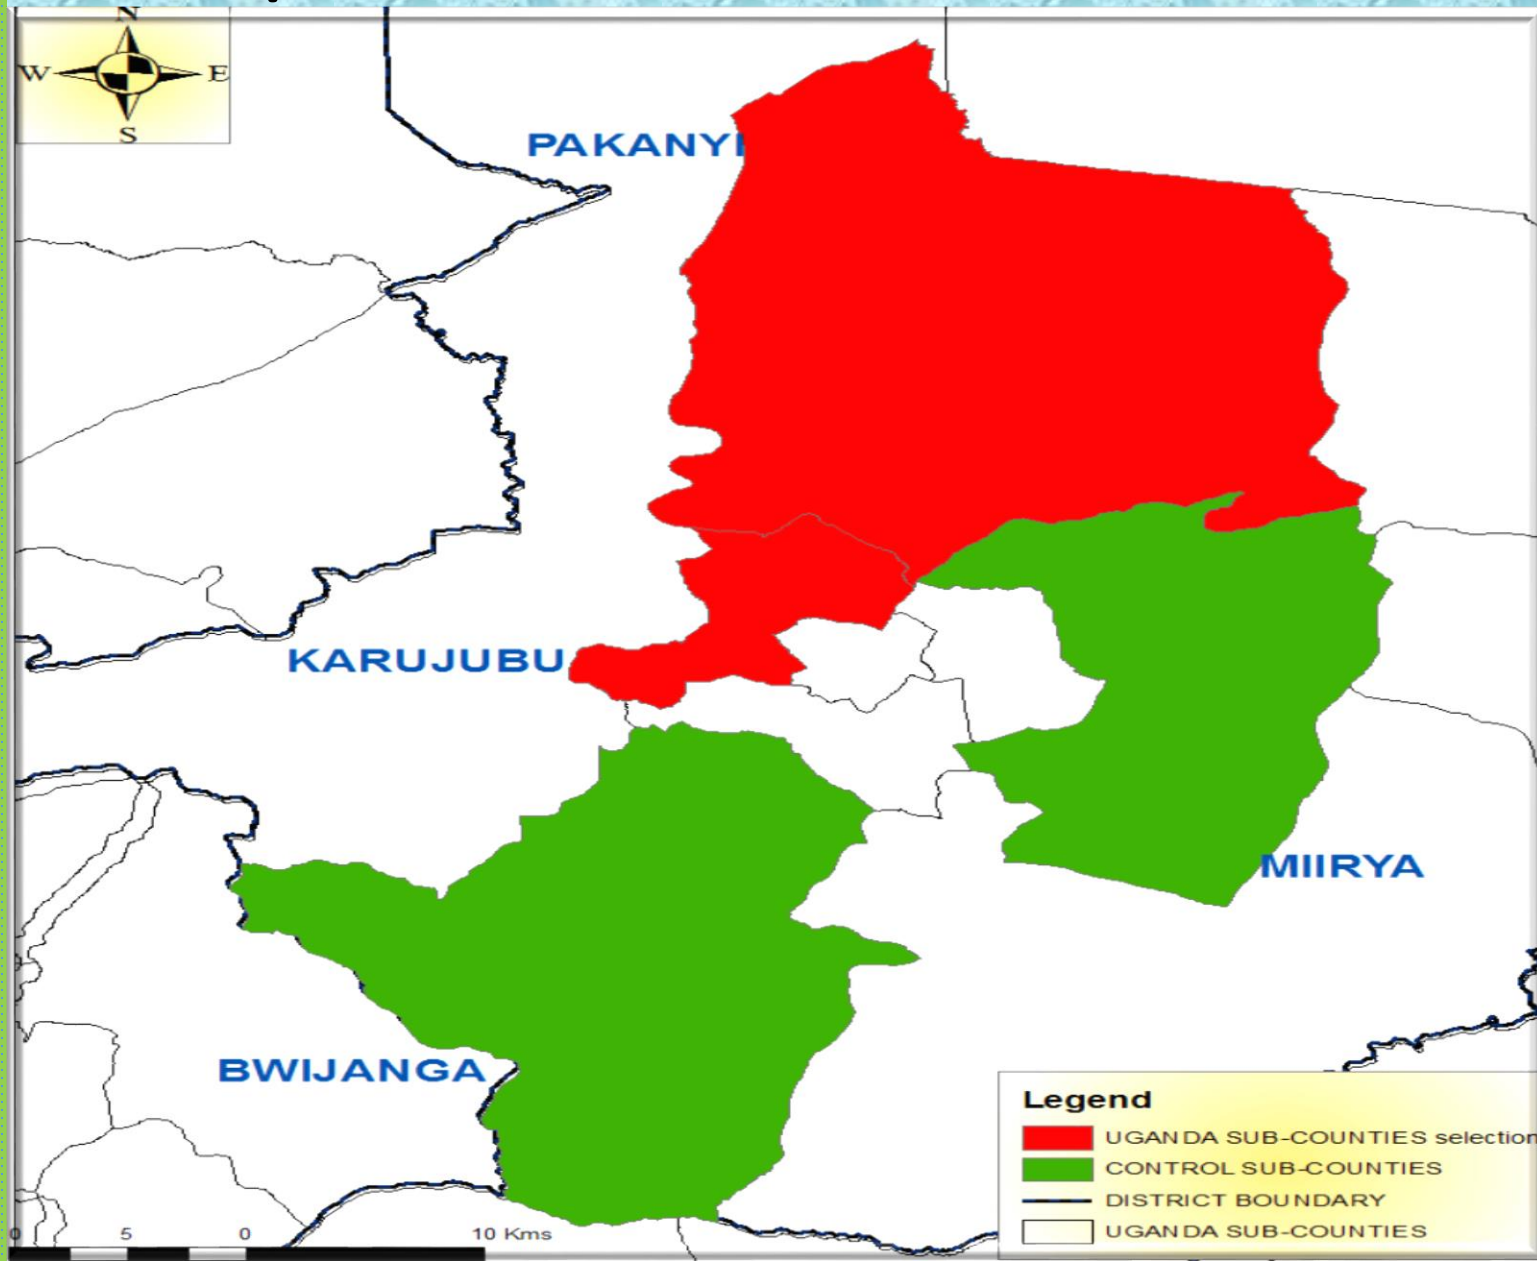 N
W E
S
PAKANYI
KARUJUBU
MIIRYA
BWIJANGA
Legend
UGANDA SUB-COUNTIES selection
CONTROL SUB-COUNTIES
DISTRICT BOUNDARY
UGANDA SUB-COUNTIES
0 5 0 10 Kms